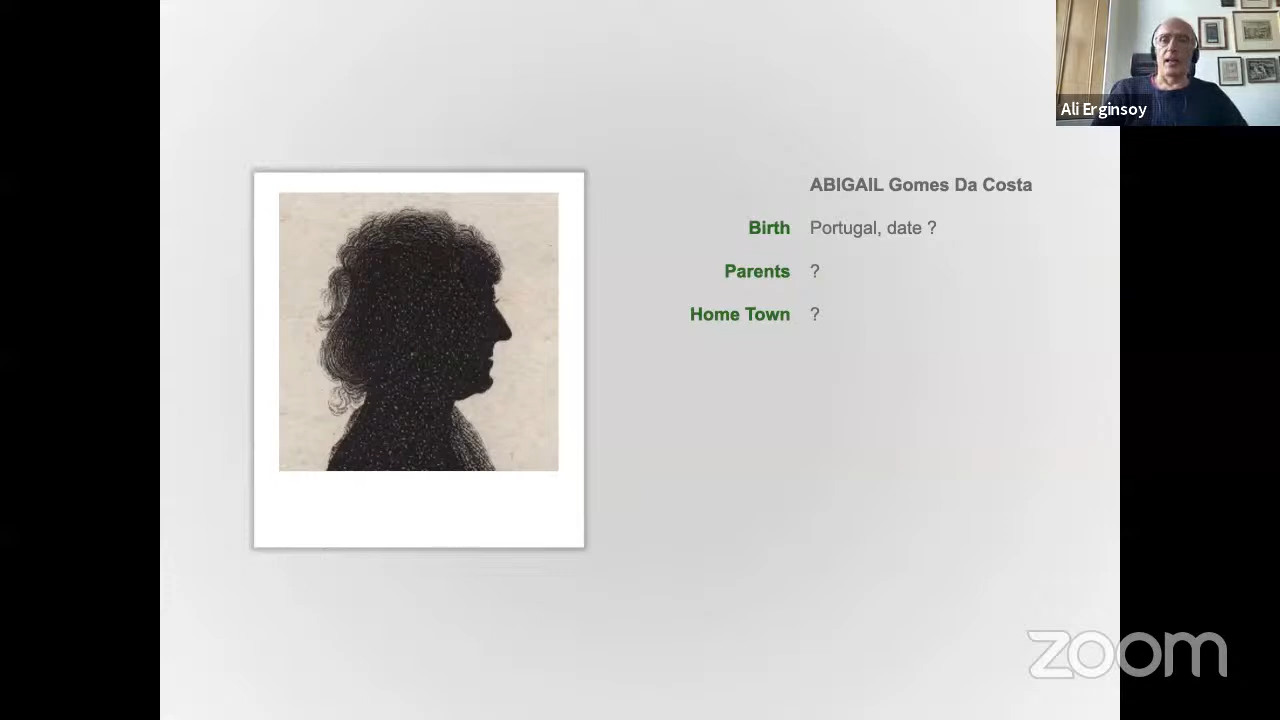 Ali Erginsoy
ABIGAIL Gomes Da Costa
Birth Portugal, date ?
Parents ?
Home Town ?
zoom